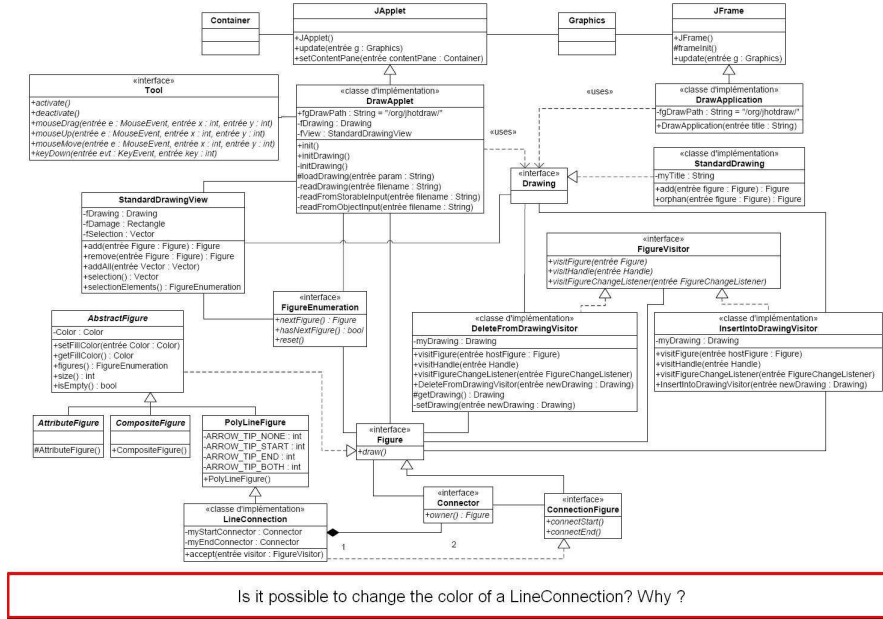 Container
JApplet
+JApplet()
+update(entrée g : Graphics)
+setContentPane(entrée contentPane : Container)
Graphics
JFrame
+JFrame()
#frameInit()
+update(entrée g : Graphics)
«interface»
Tool
+activate()
+deactivate()
+mouseDrag(entrée e : MouseEvent, entrée x : int, entrée y : int)
+mouseUp(entrée e : MouseEvent, entrée x : int, entrée y : int)
+mouseMove(entrée e : MouseEvent, entrée x : int, entrée y : int)
+keyDown(entrée evt : KeyEvent, entrée key : int)
«classe d'implémentation»
DrawApplet
+fgDrawPath : String = "/org/jhotdraw/"
-fDrawing : Drawing
-fView : StandardDrawingView
+init()
+initDrawing()
-initDrawing()
#loadDrawing(entrée param : String)
-readDrawing(entrée filename : String)
-readFromStorableInput(entrée filename : String)
-readFromObjectInput(entrée filename : String)
«uses»
«uses»
«classe d'implémentation»
DrawApplication
-fgDrawPath : String = "/org/jhotdraw/"
+DrawApplication(entrée title : String)
«classe d'implémentation»
StandardDrawing
-myTitle : String
+add(entrée figure : Figure) : Figure
+orphan(entrée figure : Figure) : Figure
«interface»
Drawing
StandardDrawingView
-fDrawing : Drawing
-fDamage : Rectangle
-fSelection : Vector
+add(entrée Figure : Figure) : Figure
+remove(entrée Figure : Figure) : Figure
+addAll(entrée Vector : Vector)
+selection() : Vector
+selectionElements() : FigureEnumeration
«interface»
FigureVisitor
+visitFigure(entrée Figure)
+visitHandle(entrée Handle)
+visitFigureChangeListener(entrée FigureChangeListener)
«interface»
FigureEnumeration
+nextFigure() : Figure
+hasNextFigure() : bool
+reset()
AbstractFigure
-Color : Color
+setFillColor(entrée Color : Color)
+getFillColor() : Color
+figures() : FigureEnumeration
+size() : int
+isEmpty() : bool
«classe d'implémentation»
DeleteFromDrawingVisitor
-myDrawing : Drawing
+visitFigure(entrée hostFigure : Figure)
+visitHandle(entrée Handle)
+visitFigureChangeListener(entrée FigureChangeListener)
+DeleteFromDrawingVisitor(entrée newDrawing : Drawing)
#getDrawing() : Drawing
-setDrawing(entrée newDrawing : Drawing)
«classe d'implémentation»
InsertIntoDrawingVisitor
-myDrawing : Drawing
+visitFigure(entrée hostFigure : Figure)
+visitHandle(entrée Handle)
+visitFigureChangeListener(entrée FigureChangeListener)
+InsertIntoDrawingVisitor(entrée newDrawing : Drawing)
AttributeFigure
#AttributeFigure()
CompositeFigure
+CompositeFigure()
PolyLineFigure
-ARROW_TIP_NONE : int
-ARROW_TIP_START : int
-ARROW_TIP_END : int
-ARROW_TIP_BOTH : int
+PolyLineFigure()
«interface»
Figure
+draw()
«classe d'implémentation»
LineConnection
-myStartConnector : Connector
-myEndConnector : Connector
+accept(entrée visitor : FigureVisitor)
1
2
«interface»
Connector
+owner() : Figure
«interface»
ConnectionFigure
+connectStart()
+connectEnd()
Is it possible to change the color of a LineConnection? Why ?